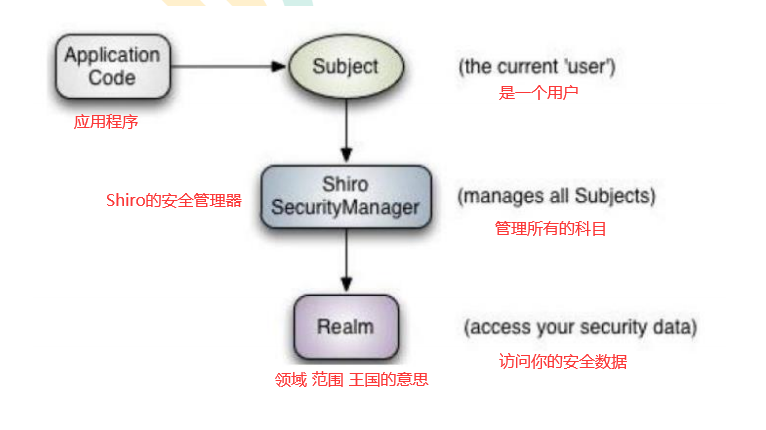 Application
Code
Subject
(the current 'user')
是一个用户
应用程序
Shiro
SecurityManager
Shiro的安全管理器
(manages all Subjects)
管理所有的科目
Realm
(access your security data)
访问你的安全数据
领域 范围 王国的意思